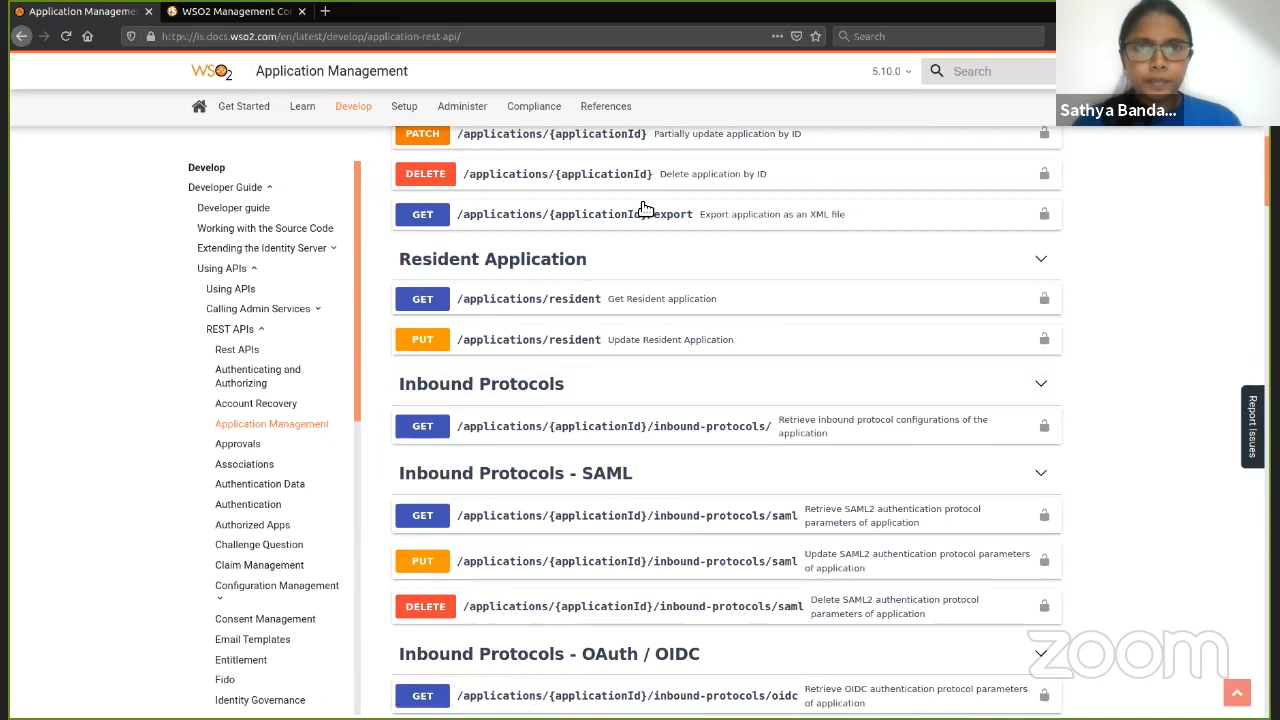 Application Management
WSO2 Management Co
https://is.docs.wso2.com/en/latest/develop/application-rest-api/
Search
WSO2
Application Management
5.10.0
Search
Sathya Banda...
Get Started
Learn
Develop
Setup
Administer
Compliance
References
Develop
Developer Guide
Developer guide
Working with the Source Code
Extending the Identity Server
Using APIs
Using APIs
Calling Admin Services
REST APIs
Rest APIs
Authenticating and
Authorizing
Account Recovery
Application Management
Approvals
Associations
Authentication Data
Authentication
Authorized Apps
Challenge Question
Claim Management
Configuration Management
Consent Management
Email Templates
Entitlement
Fido
Identity Governance
PATCH /applications/{applicationId} Partially update application by ID
DELETE /applications/{applicationId} Delete application by ID
GET /applications/{applicationId}/export Export application as an XML file
Resident Application
GET /applications/resident Get Resident application
PUT /applications/resident Update Resident Application
Inbound Protocols
GET /applications/{applicationId}/inbound-protocols/ Retrieve inbound protocol configurations of the
application
Inbound Protocols - SAML
GET /applications/{applicationId}/inbound-protocols/saml Retrieve SAML2 authentication protocol
parameters of application
PUT /applications/{applicationId}/inbound-protocols/saml Update SAML2 authentication protocol parameters
of application
DELETE /applications/{applicationId}/inbound-protocols/saml Delete SAML2 authentication protocol
parameters of application
Inbound Protocols - OAuth / OIDC
GET /applications/{applicationId}/inbound-protocols/oidc Retrieve OIDC authentication protocol parameters
of application
Report Issues
zoom